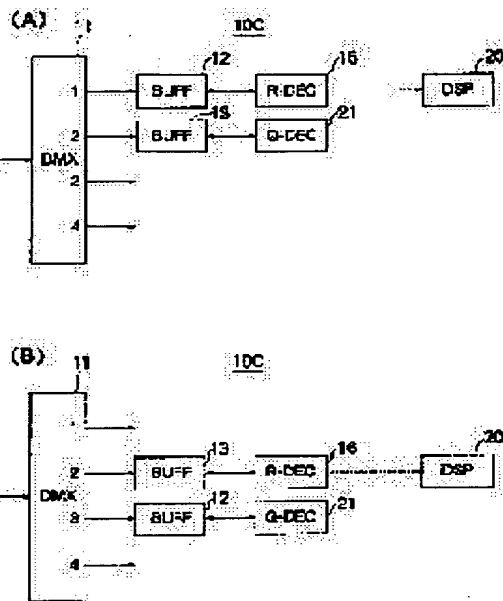 (A)
10C
12 15 20
1 BUFF R-DEC DSP
13 21
2 BUFF Q-DEC
DMX
2
4
(B)
11 10C
13 16 20
2 BUFF R-DEC DSP
DMX 12 21
3 BUFF Q-DEC
4